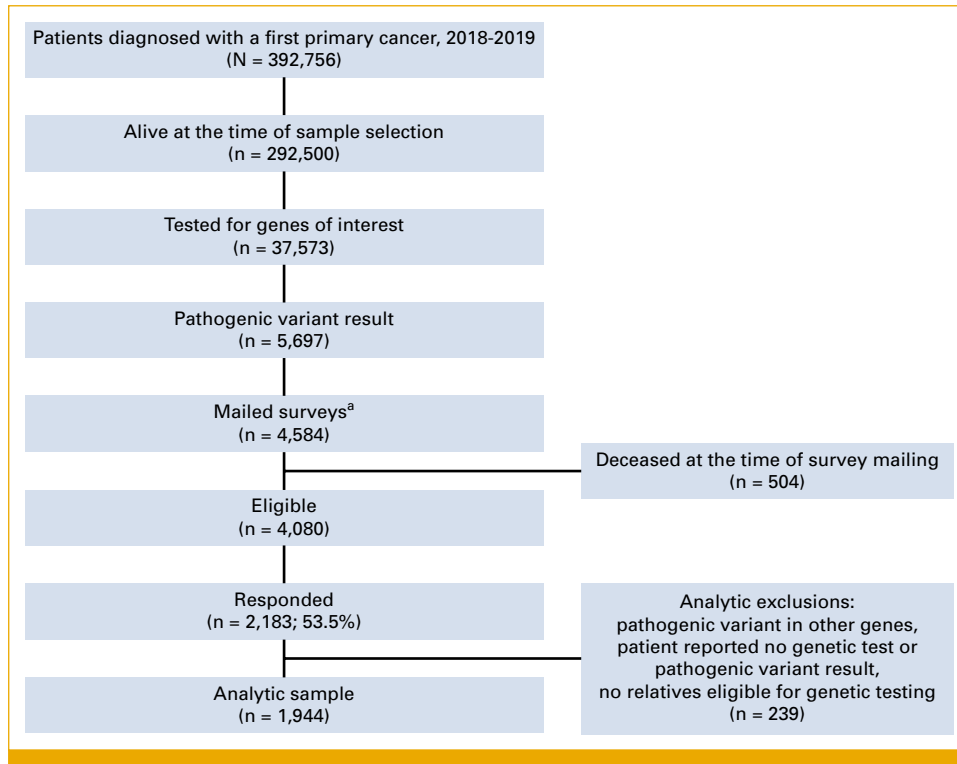 Patients diagnosed with a first primary cancer, 2018-2019
(N = 392,756)
Alive at the time of sample selection
(n = 292,500)
Tested for genes of interest
(n = 37,573)
Pathogenic variant result
(n = 5,697)
Mailed surveysᵃ
(n = 4,584)
Deceased at the time of survey mailing
(n = 504)
Eligible
(n = 4,080)
Responded
(n = 2,183; 53.5%)
Analytic exclusions:
pathogenic variant in other genes,
patient reported no genetic test or
pathogenic variant result,
no relatives eligible for genetic testing
(n = 239)
Analytic sample
(n = 1,944)